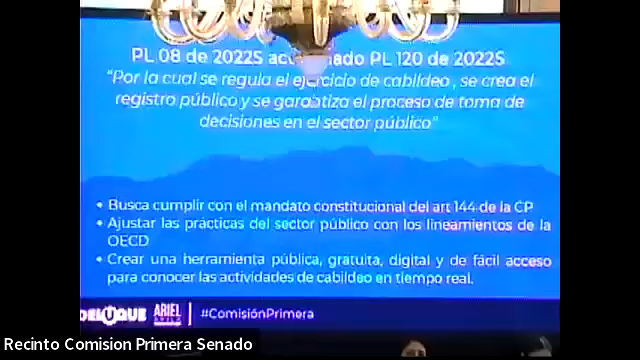 PL 08 de 2022S acumulado PL 120 de 2022S
"Por la cual se regula el ejercicio de cabildeo, se crea el
registro público y se garantiza el proceso de toma de
decisiones en el sector público"
• Busca cumplir con el mandato constitucional del art 144 de la CP
• Ajustar las prácticas del sector público con los lineamientos de la
OECD
• Crear una herramienta pública, gratuita, digital y de fácil acceso
para conocer las actividades de cabildeo en tiempo real.
DELUQUE ARIEL
ÁVILA #ComisiónPrimera
Recinto Comision Primera Senado